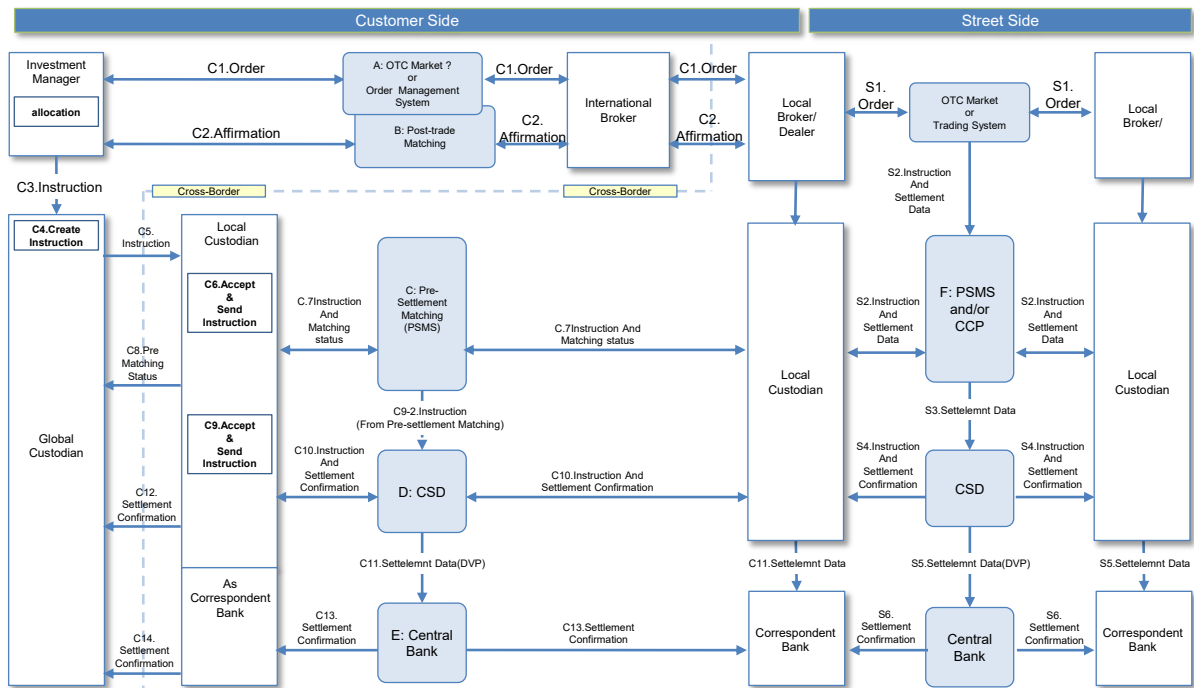 Customer Side
Street Side
Investment
Manager
allocation
C1.Order
C2.Affirmation
A: OTC Market ?
or
Order Management
System
B: Post-trade
Matching
C1.Order
C2.
Affirmation
International
Broker
C1.Order
C2.
Affirmation
Local
Broker/
Dealer
S1.
Order
OTC Market
or
Trading System
S1.
Order
Local
Broker/
C3.Instruction
Cross-Border
Cross-Border
S2.Instruction
And
Settlement
Data
C4.Create
Instruction
C5.
Instruction
Local
Custodian
C6.Accept
&
Send
Instruction
C.7Instruction
And
Matching
status
C: Pre-
Settlement
Matching
(PSMS)
C.7Instruction And
Matching status
Local
Custodian
S2.Instruction
And
Settlement
Data
F: PSMS
and/or
CCP
S2.Instruction
And
Settlement
Data
Local
Custodian
C8.Pre
Matching
Status
Global
Custodian
C9.Accept
&
Send
Instruction
C9-2.Instruction
(From Pre-settlement Matching)
S3.Settelemnt Data
C10.Instruction
And
Settlement
Confirmation
D: CSD
C10.Instruction And
Settlement Confirmation
S4.Instruction
And
Settlement
Confirmation
CSD
S4.Instruction
And
Settlement
Confirmation
C12.
Settlement
Confirmation
C11.Settelemnt Data(DVP)
C11.Settelemnt Data
S5.Settelemnt Data(DVP)
S5.Settelemnt Data
As
Correspondent
Bank
C13.
Settlement
Confirmation
E: Central
Bank
C13.Settlement
Confirmation
Correspondent
Bank
S6.
Settlement
Confirmation
Central
Bank
S6.
Settlement
Confirmation
Correspondent
Bank
C14.
Settlement
Confirmation